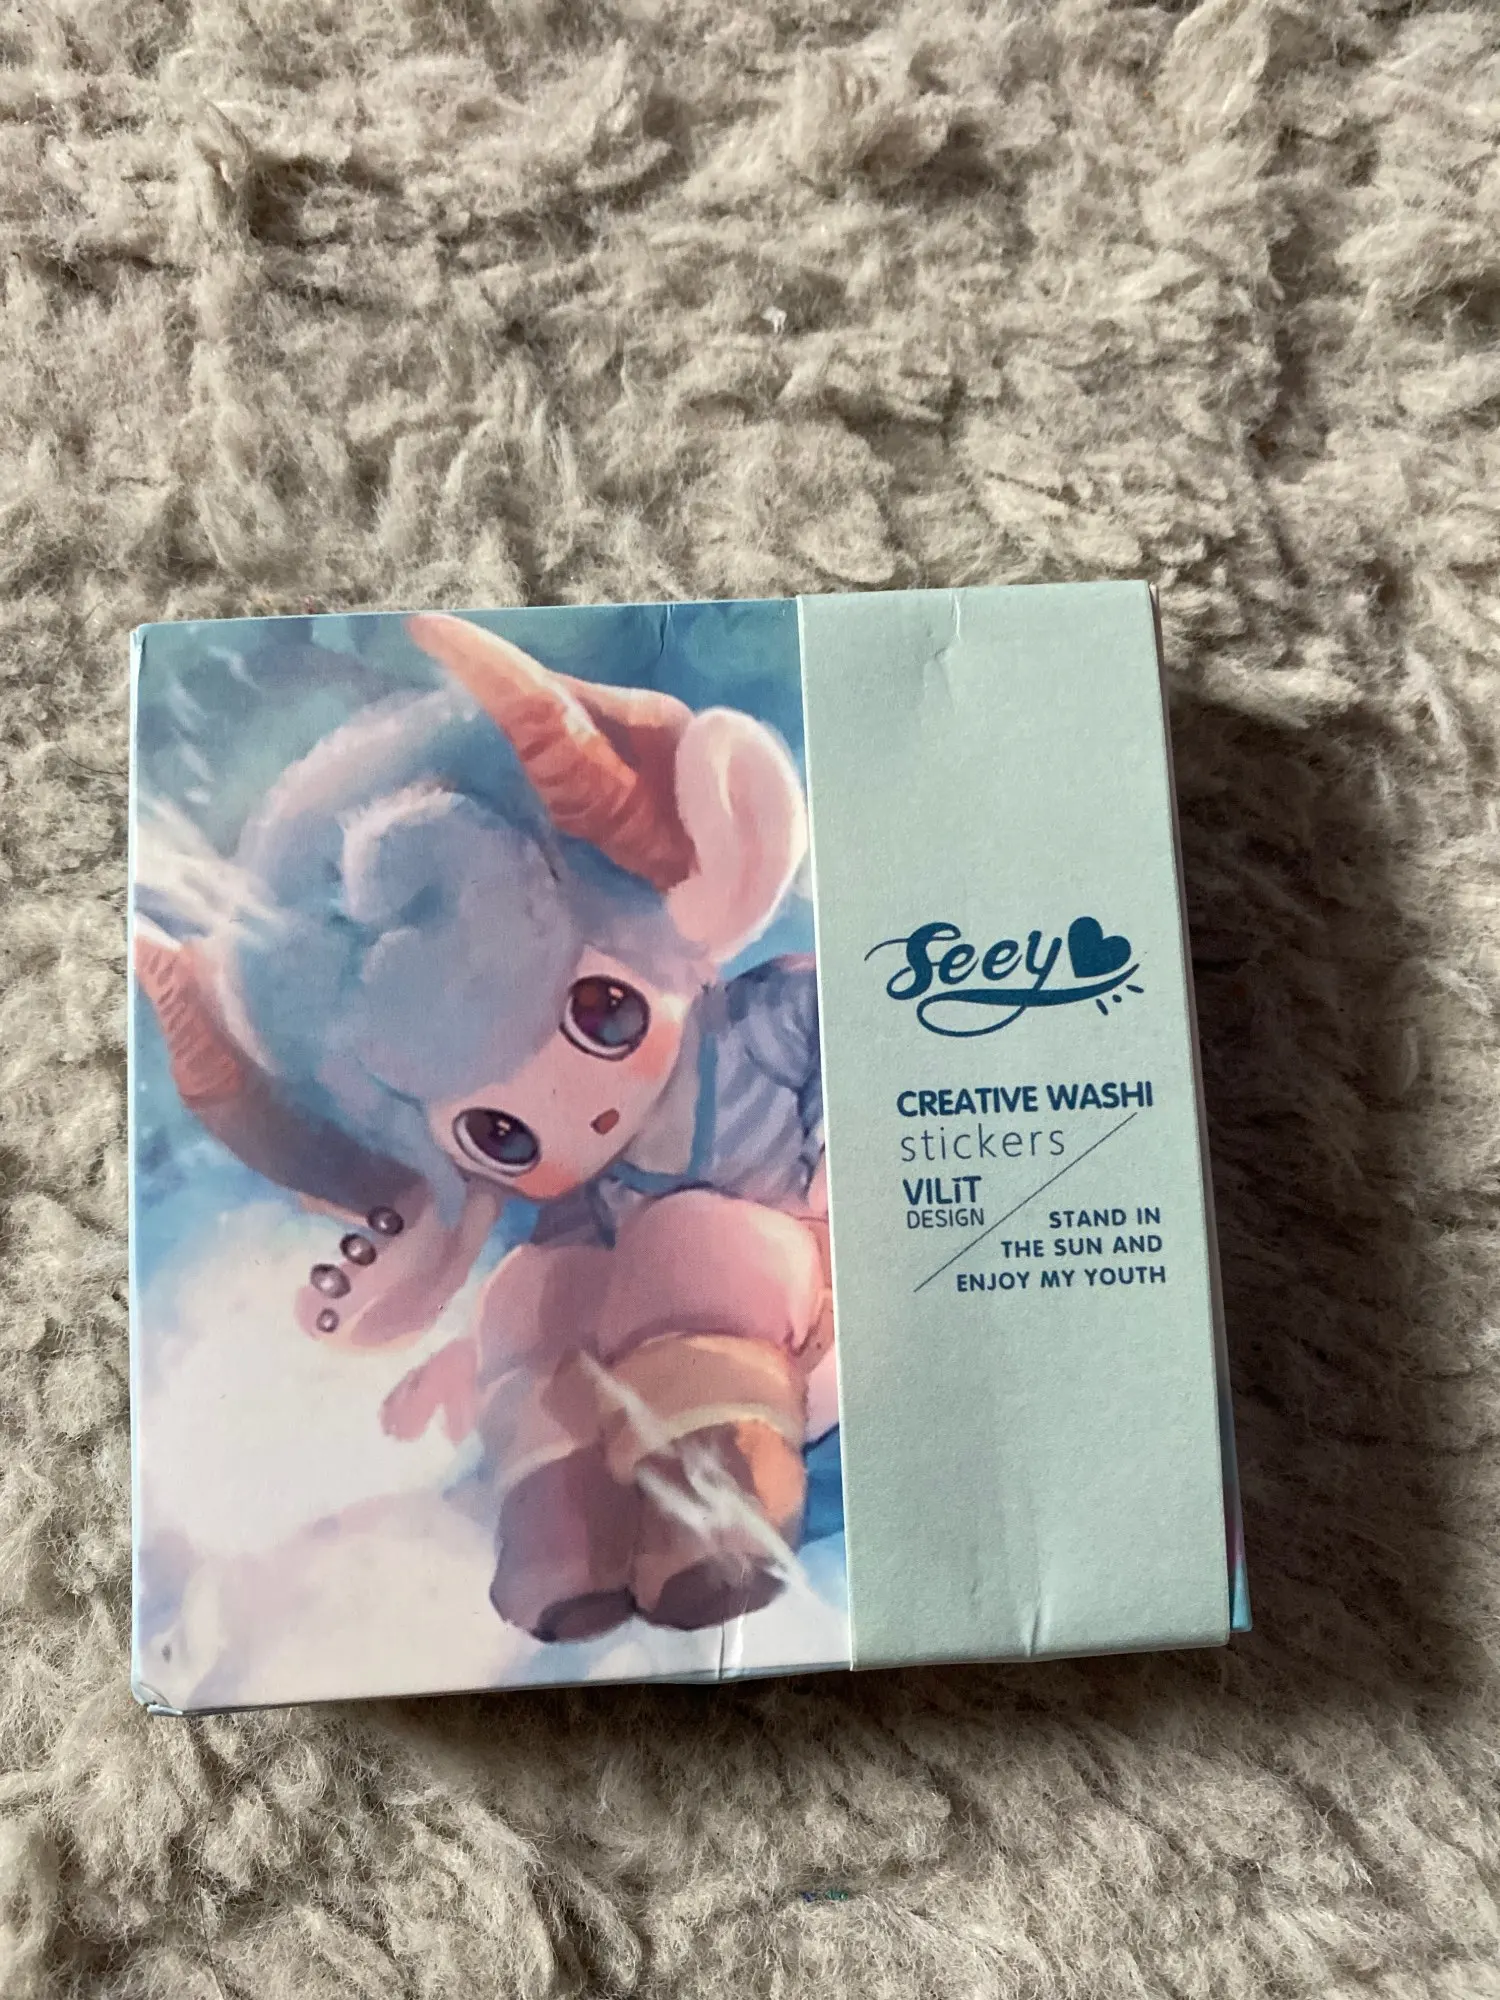 Seey
CREATIVE WASHI
stickers
VILiT
DESIGN
STAND IN
THE SUN AND
ENJOY MY YOUTH